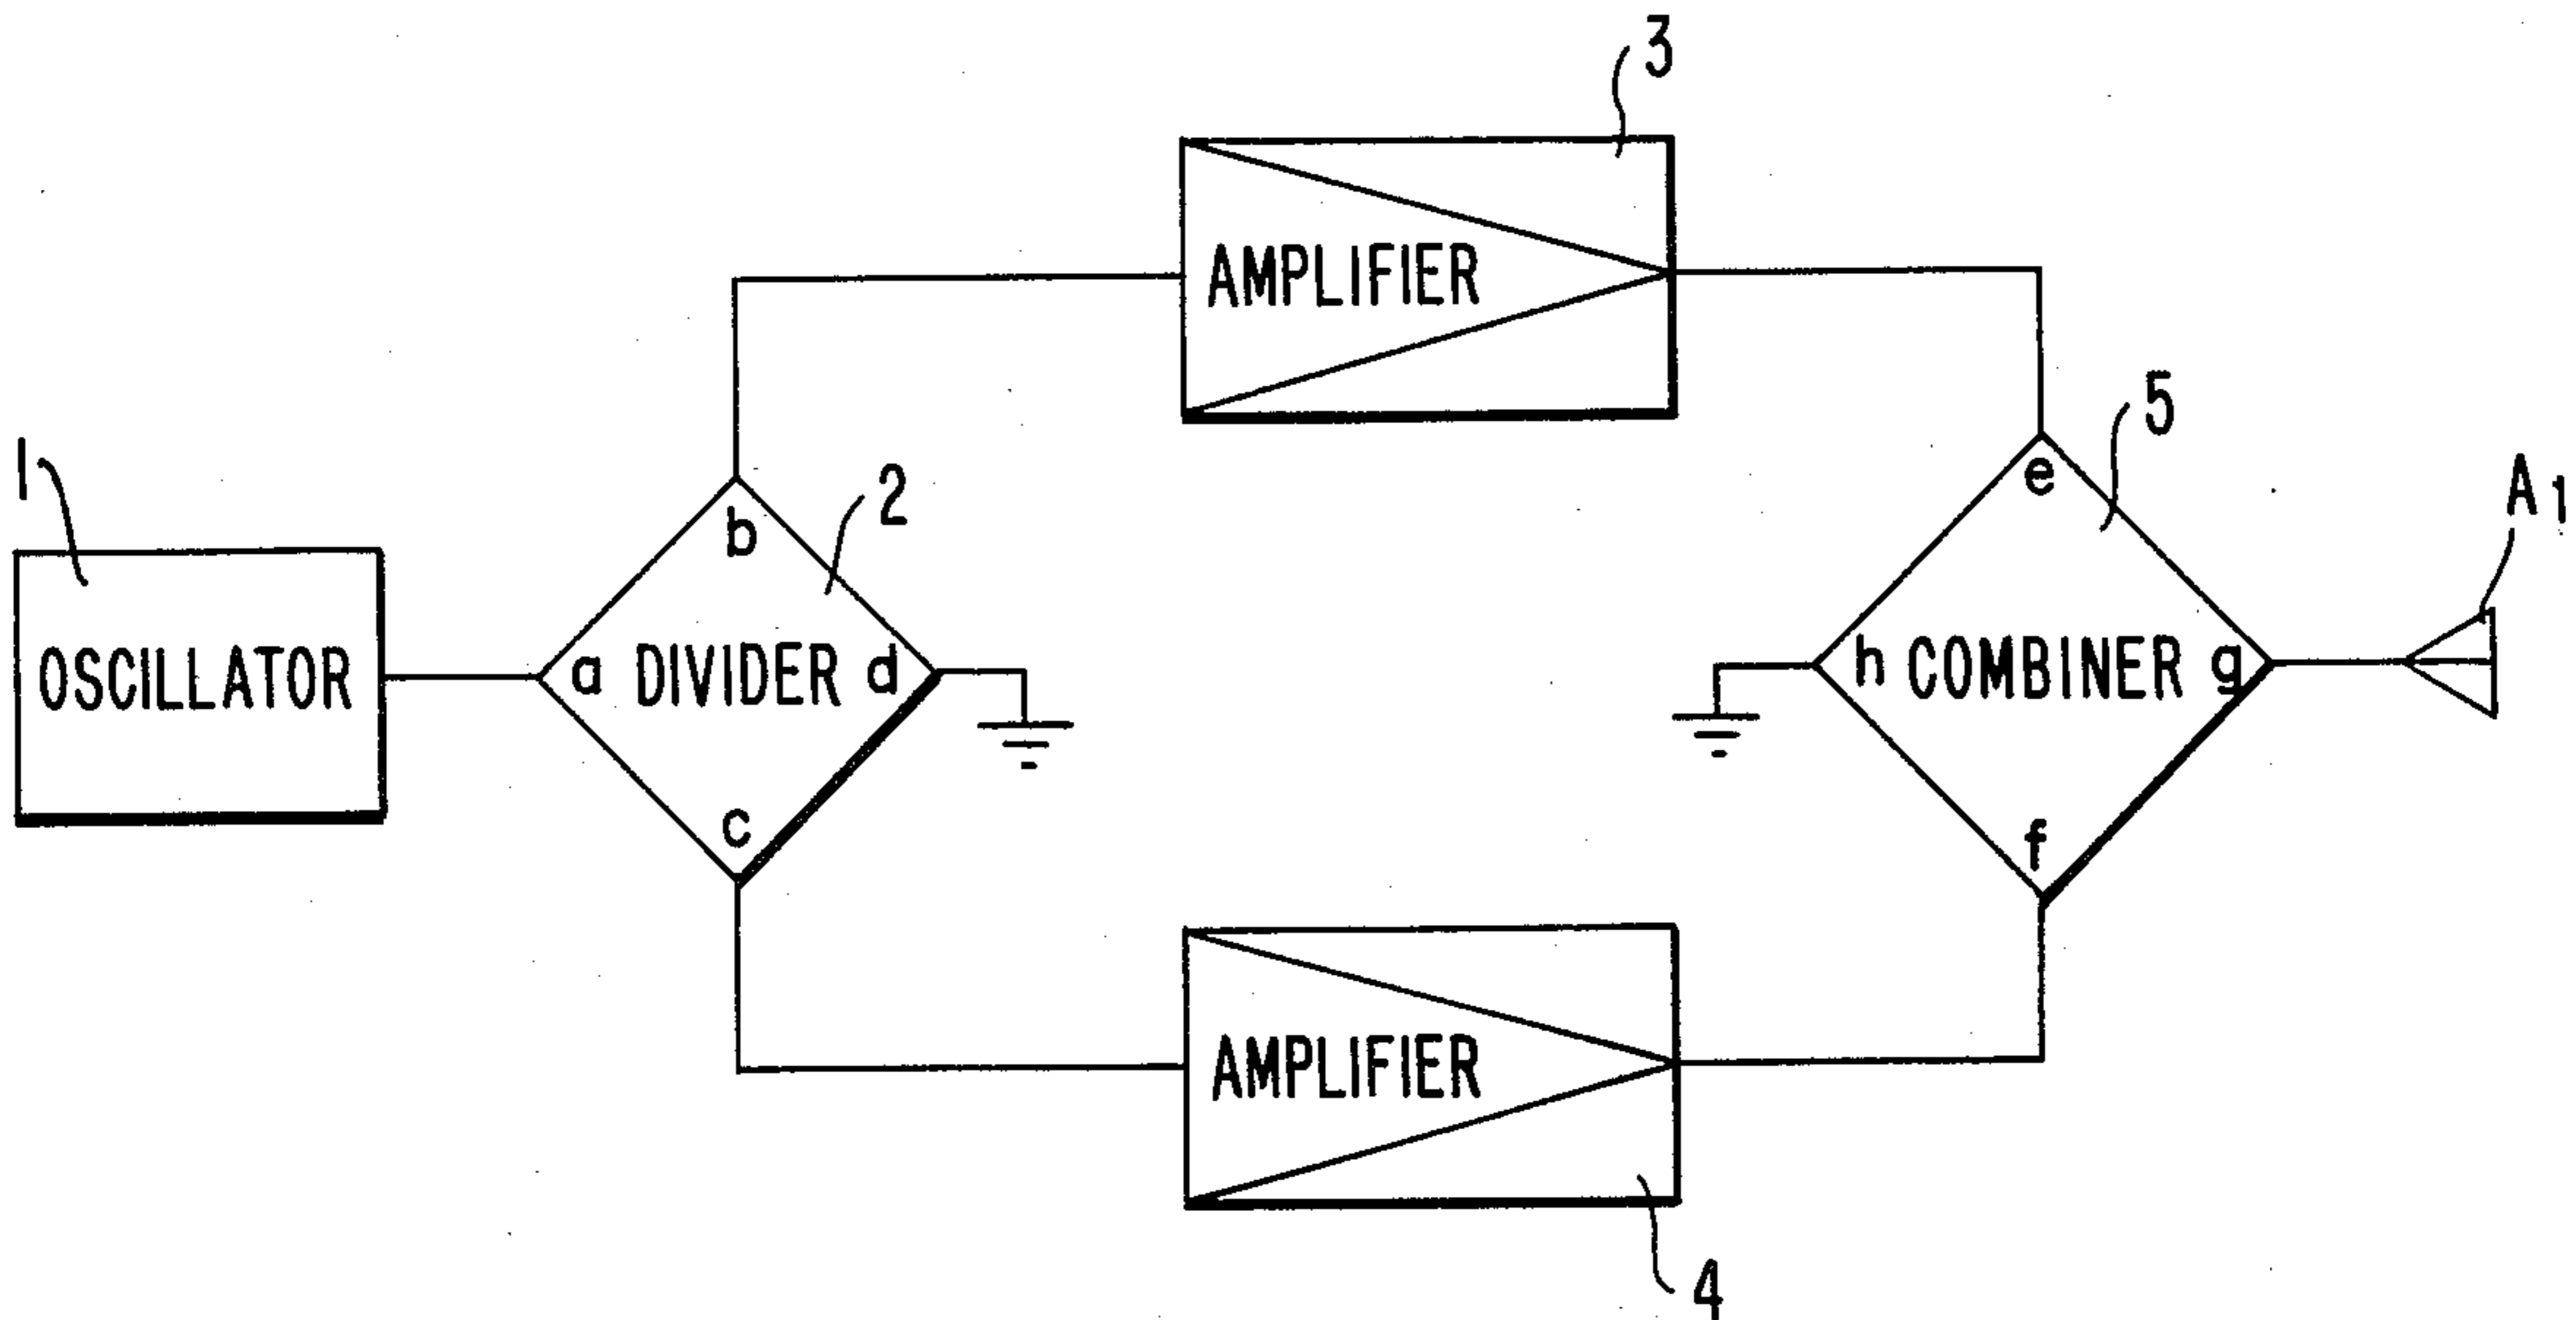 3
AMPLIFIER
5
e
1
2
A1
b
OSCILLATOR
a DIVIDER d
h COMBINER g
c
f
AMPLIFIER
4